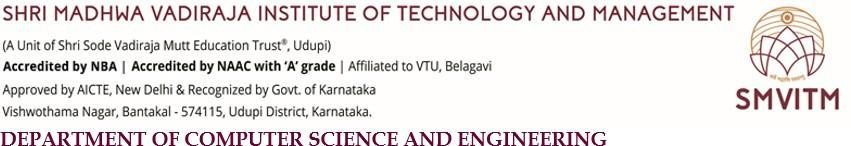 SHRI MADHWA VADIRAJA INSTITUTE OF TECHNOLOGY AND MANAGEMENT
(A Unit of Shri Sode Vadiraja Mutt Education Trust®, Udupi)
Accredited by NBA | Accredited by NAAC with ‘A’ grade | Affiliated to VTU, Belagavi
Approved by AICTE, New Delhi & Recognized by Govt. of Karnataka
Vishwothama Nagar, Bantakal - 574115, Udupi District, Karnataka.
SMVITM
DEPARTMENT OF COMPUTER SCIENCE AND ENGINEERING